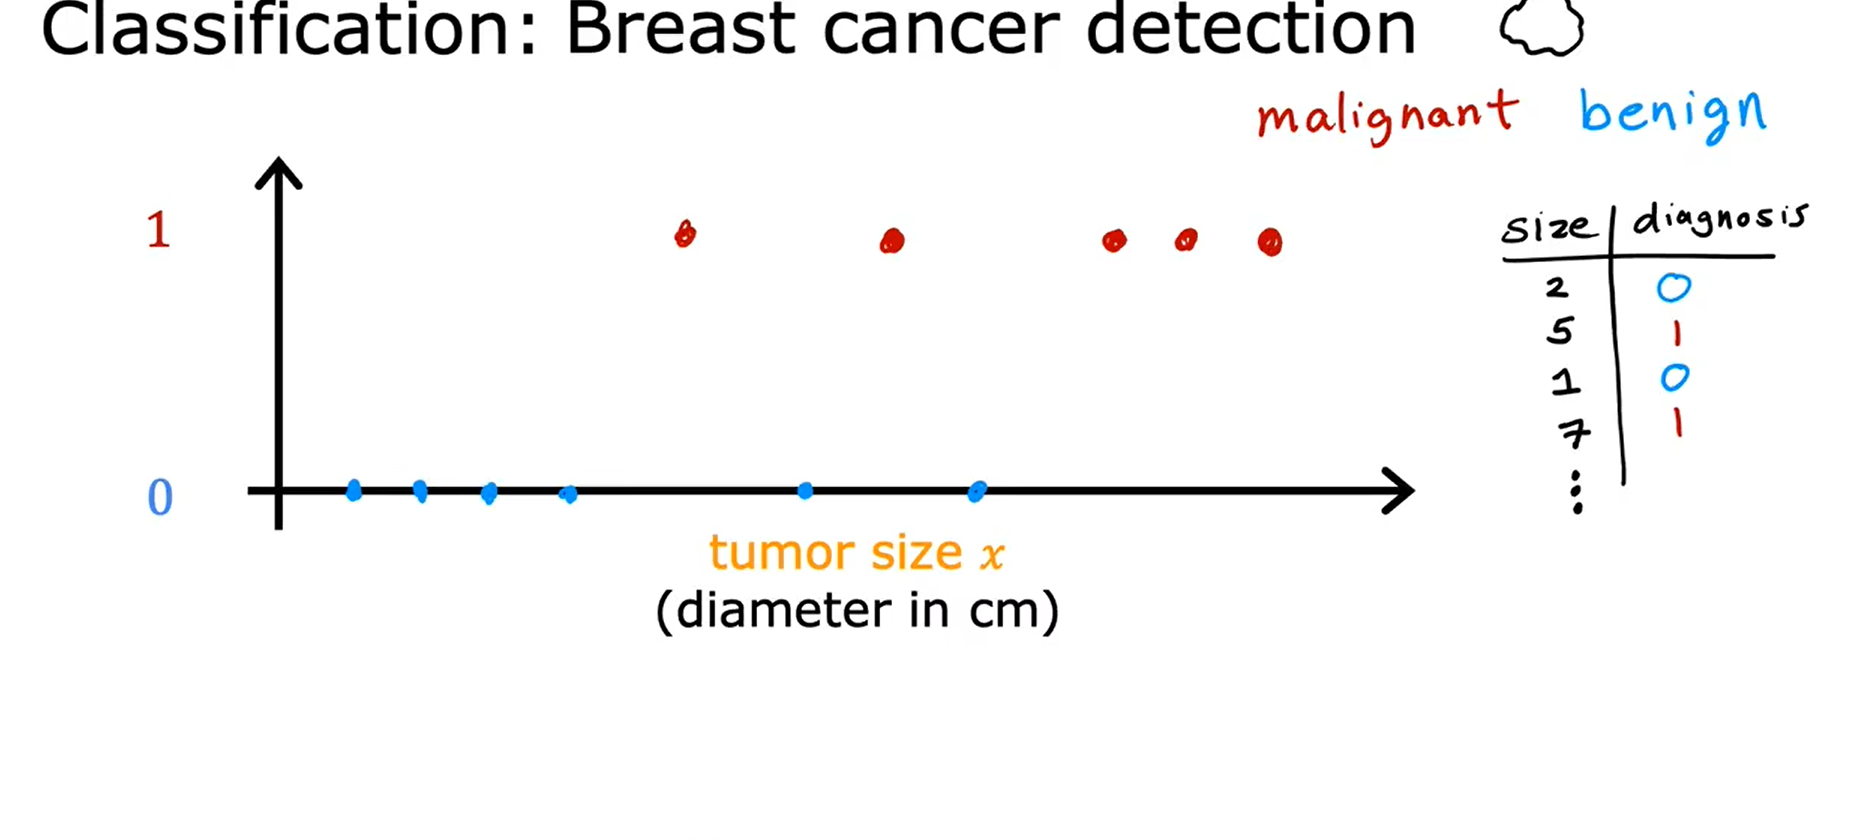 Classification: Breast cancer detection
malignant benign
1
0
tumor size x
(diameter in cm)
size diagnosis
2 0
5 1
1 0
7 1
⋮